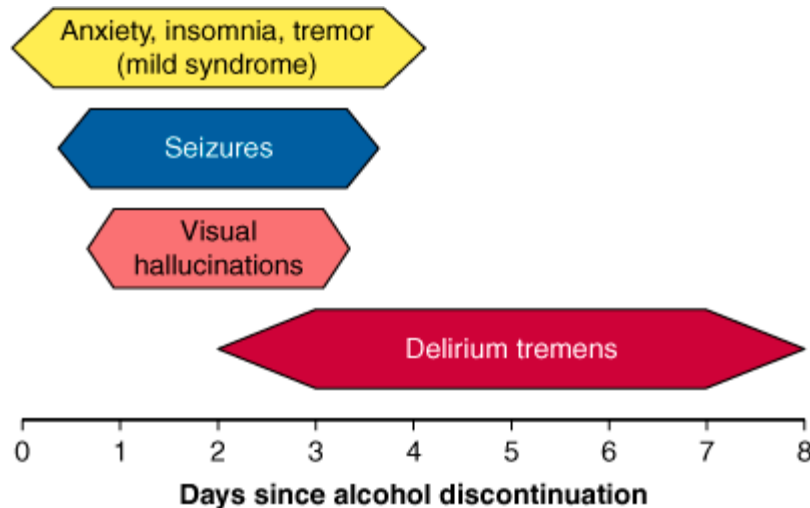 Anxiety, insomnia, tremor
(mild syndrome)
Seizures
Visual
hallucinations
Delirium tremens
0 1 2 3 4 5 6 7 8
Days since alcohol discontinuation